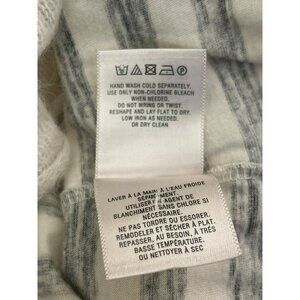 HAND WASH COLD SEPARATELY.
USE ONLY NON-CHLORINE BLEACH
WHEN NEEDED.
DO NOT WRING OR TWIST.
RESHAPE AND LAY FLAT TO DRY.
LOW IRON AS NEEDED
OR DRY CLEAN
LAVER À LA MAIN À L'EAU FROIDE
SÉPARÉMENT.
UTILISER UN AGENT DE
BLANCHIMENT SANS CHLORE SI
NÉCESSAIRE.
NE PAS TORDRE OU ESSORER.
REMODELER ET SÉCHER À PLAT.
REPASSER, AU BESOIN, À TRÈS
BASSE TEMPÉRATURE.
OU NETTOYER À SEC